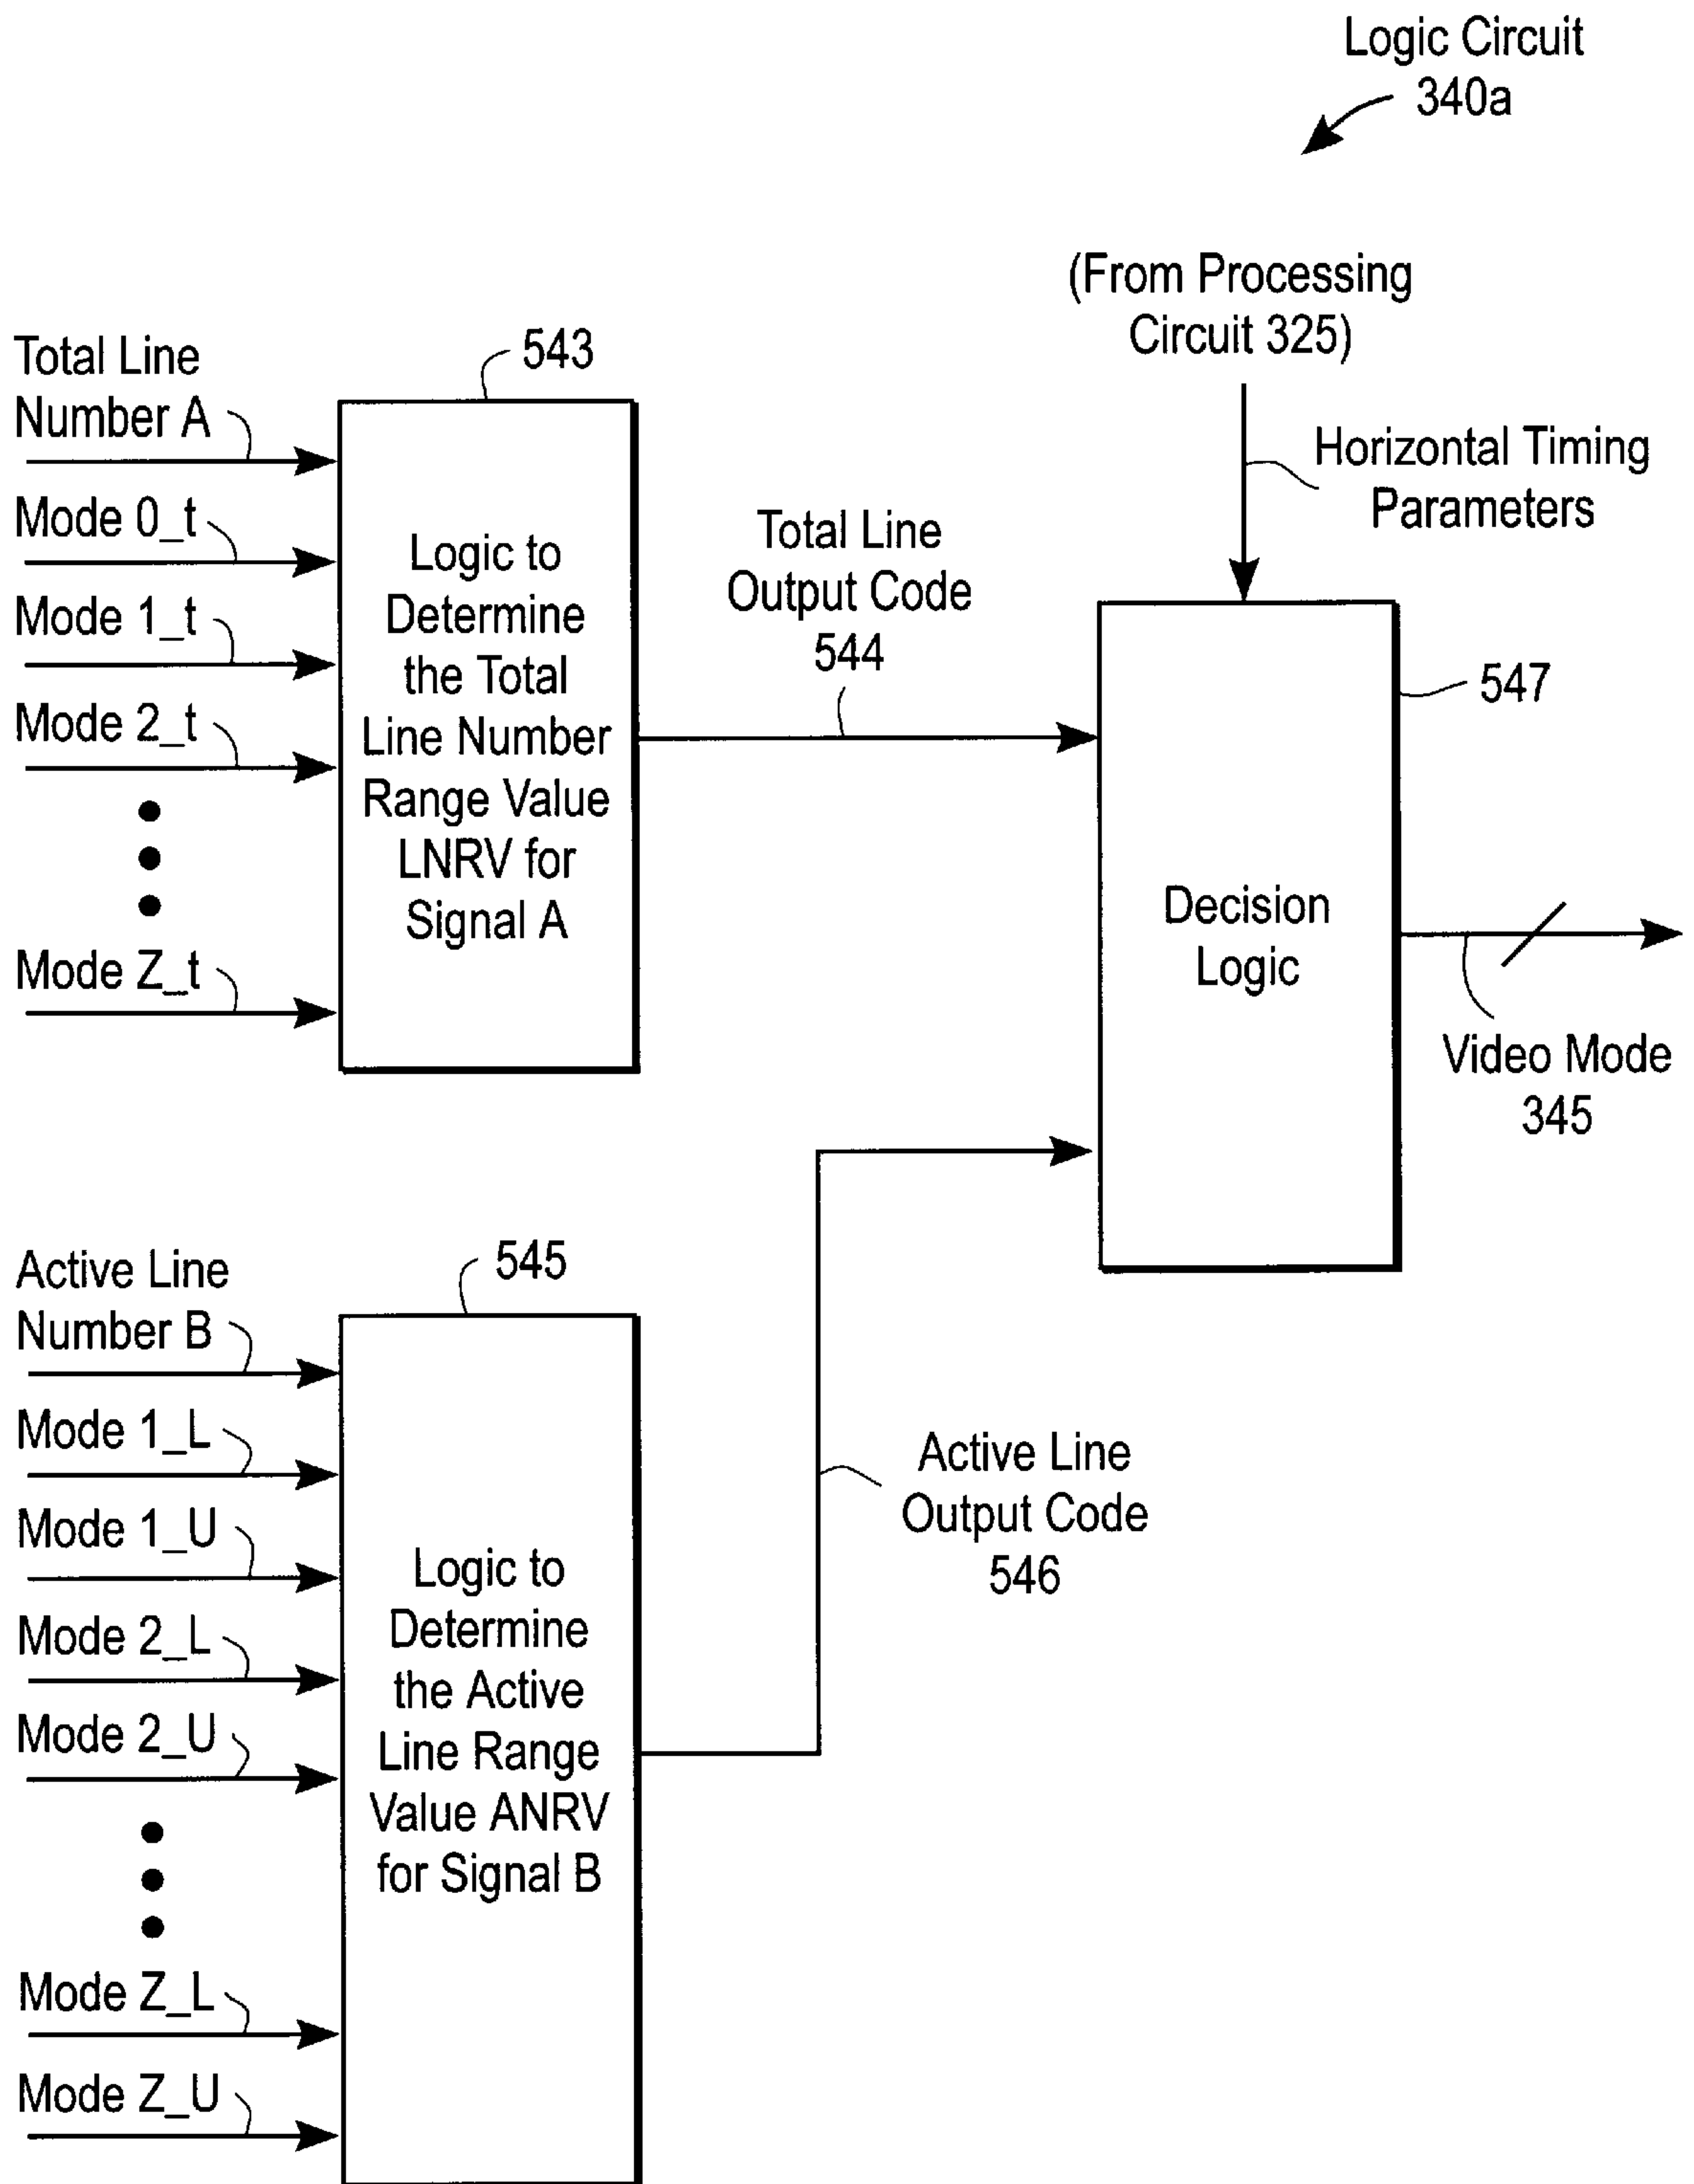 Logic Circuit
340a
(From Processing
Circuit 325)
Horizontal Timing
Parameters
Total Line
Number A
Mode 0_t
Mode 1_t
Mode 2_t
Mode Z_t
543
Logic to
Determine
the Total
Line Number
Range Value
LNRV for
Signal A
Total Line
Output Code
544
547
Decision
Logic
Video Mode
345
Active Line
Number B
Mode 1_L
Mode 1_U
Mode 2_L
Mode 2_U
Mode Z_L
Mode Z_U
545
Logic to
Determine
the Active
Line Range
Value ANRV
for Signal B
Active Line
Output Code
546